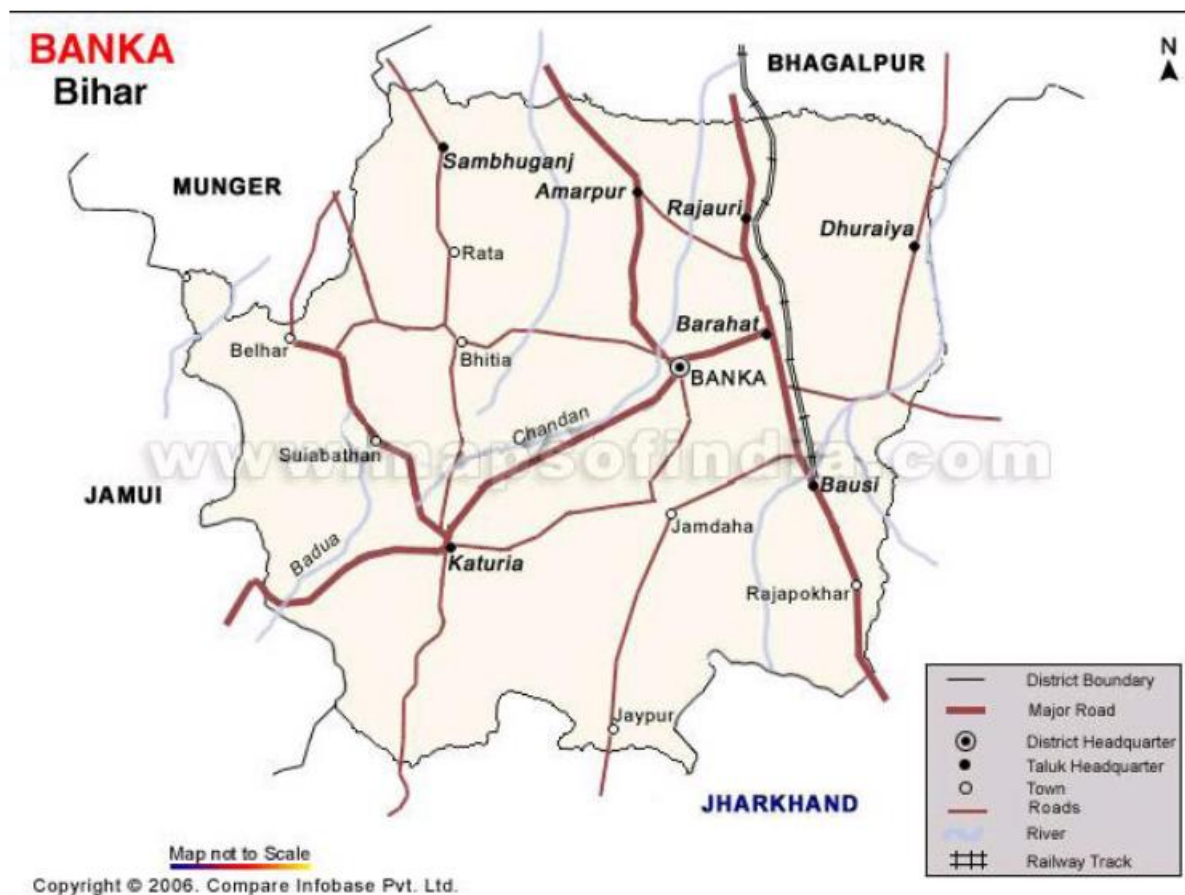 BANKA
Bihar
N
BHAGALPUR
MUNGER
Sambhuganj
Amarpur
Rajauri
Dhuraiya
Rata
Barahat
Belhar
Bhitia
BANKA
Chandan
www.mapsofindia.com
Suiabathan
JAMUI
Bausi
Jamdaha
Badua
Katuria
Rajapokhar
Jaypur
JHARKHAND
District Boundary
Major Road
District Headquarter
Taluk Headquarter
Town
Roads
River
Railway Track
Map not to Scale
Copyright © 2006. Compare Infobase Pvt. Ltd.